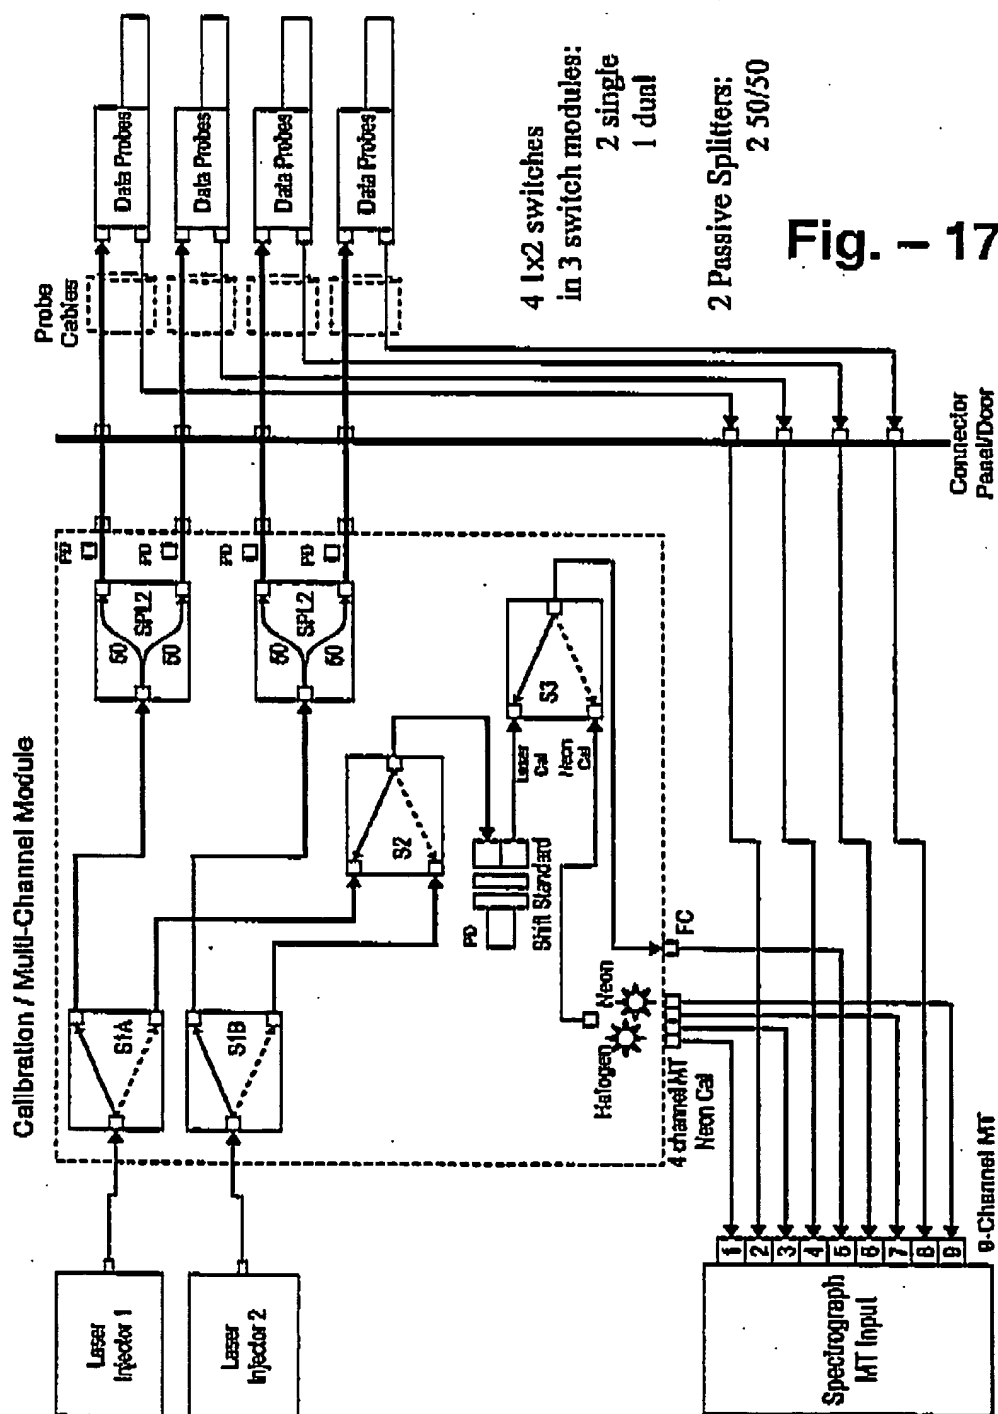 Calibration / Multi-Channel Module
Laser
Injector 1
Laser
Injector 2
S1A
S1B
S2
S3
50
50
SPL2
50
50
SPL2
PD
PD
PD
PD
Probe
Cables
Data Probes
Data Probes
Data Probes
Data Probes
PD
Shift Standard
Laser
Cal
Neon
Cal
Halogen
Neon
4 channel MT
Neon Cal
FC
Connector
Panel/Door
Spectrograph
MT Input
1
2
3
4
5
6
7
8
9
9-Channel MT
4 1x2 switches
in 3 switch modules:
2 single
1 dual
2 Passive Splitters:
2 50/50
Fig. – 17